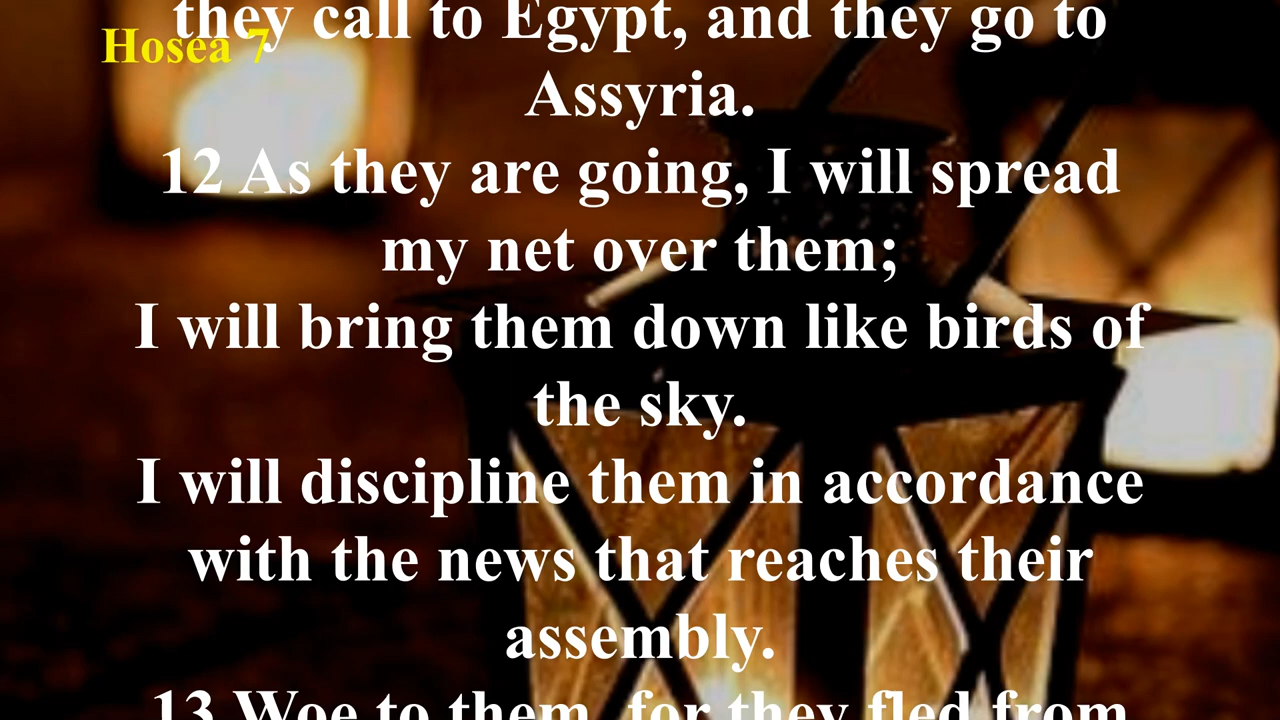 they call to Egypt, and they go to
Hosea 7
Assyria.
12 As they are going, I will spread
my net over them;
I will bring them down like birds of
the sky.
I will discipline them in accordance
with the news that reaches their
assembly.
13 Woe to them, for they fled from